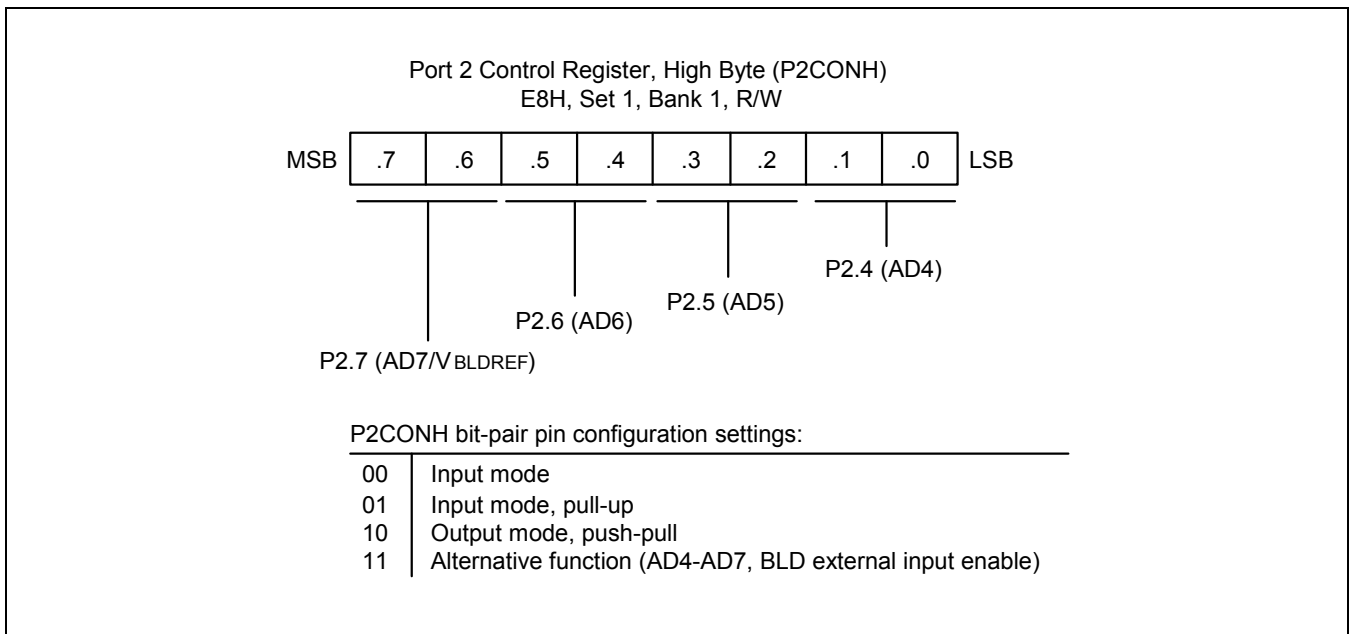 Port 2 Control Register, High Byte (P2CONH)
E8H, Set 1, Bank 1, R/W
MSB .7 .6 .5 .4 .3 .2 .1 .0 LSB
P2.4 (AD4)
P2.5 (AD5)
P2.6 (AD6)
P2.7 (AD7/VBLDREF)
P2CONH bit-pair pin configuration settings:
00 Input mode
01 Input mode, pull-up
10 Output mode, push-pull
11 Alternative function (AD4-AD7, BLD external input enable)